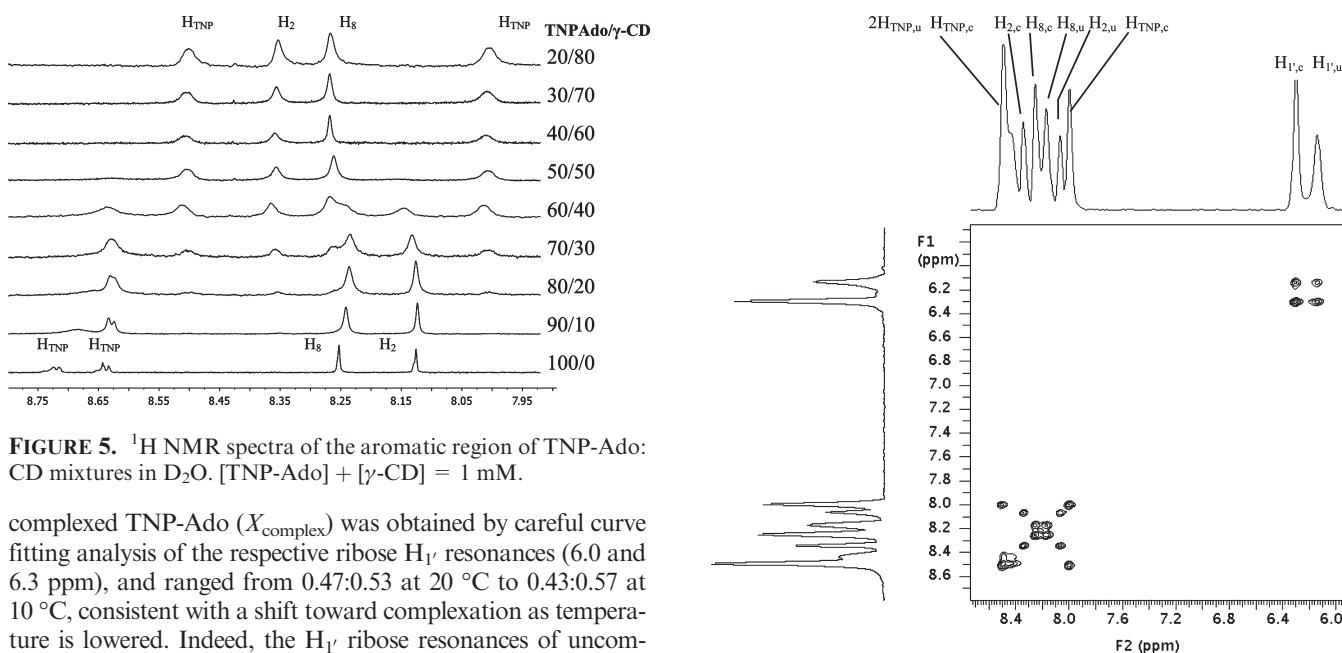 H_TNP H_2 H_8 H_TNP TNPAdo/γ-CD
20/80
30/70
40/60
50/50
60/40
70/30
80/20
90/10
H_TNP H_TNP H_8 H_2
100/0
8.75 8.65 8.55 8.45 8.35 8.25 8.15 8.05 7.95
FIGURE 5. ¹H NMR spectra of the aromatic region of TNP-Ado:
CD mixtures in D₂O. [TNP-Ado] + [γ-CD] = 1 mM.
complexed TNP-Ado (X_complex) was obtained by careful curve
fitting analysis of the respective ribose H_1′ resonances (6.0 and
6.3 ppm), and ranged from 0.47:0.53 at 20 °C to 0.43:0.57 at
10 °C, consistent with a shift toward complexation as tempera-
ture is lowered. Indeed, the H_1′ ribose resonances of uncom-
2H_TNP,u H_TNP,c H_2,c H_8,c H_8,u H_2,u H_TNP,c
H_1′,c H_1′,u
F1
(ppm)
6.2
6.4
6.6
6.8
7.0
7.2
7.4
7.6
7.8
8.0
8.2
8.4
8.6
8.4 8.0 7.6 7.2 6.8 6.4 6.0
F2 (ppm)